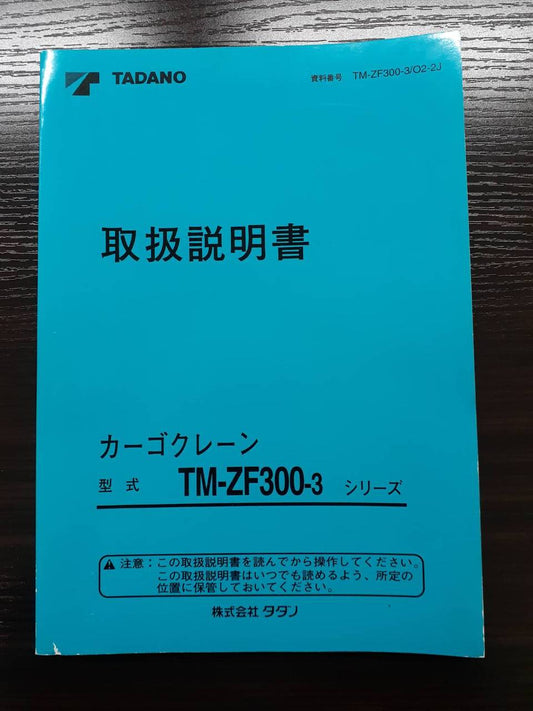 TADANO
資料番号 TM-ZF300-3/O2-2J
取扱説明書
カーゴクレーン
型式 TM-ZF300-3 シリーズ
注意：この取扱説明書を読んでから操作してください。
この取扱説明書はいつでも読めるよう、所定の
位置に保管しておいてください。
株式会社 タダノ